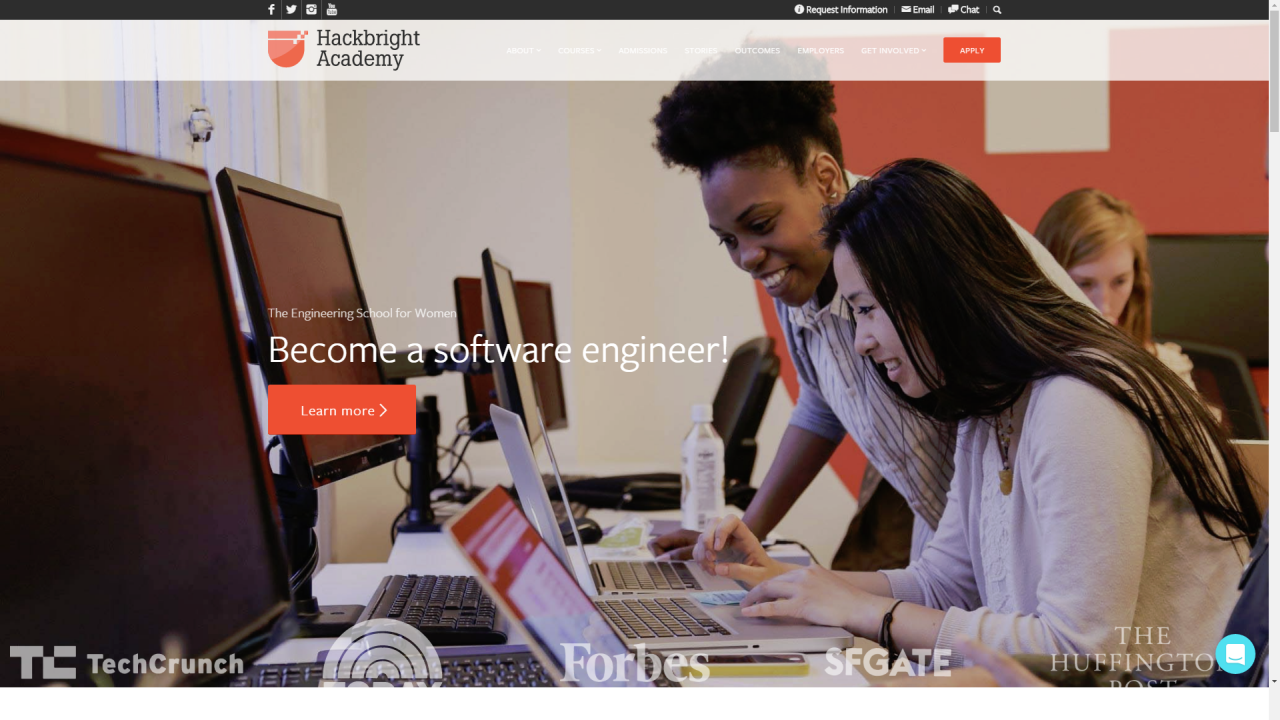 Request Information
Email
Chat
Hackbright
Academy
ABOUT
COURSES
ADMISSIONS
STORIES
OUTCOMES
EMPLOYERS
GET INVOLVED
APPLY
The Engineering School for Women
Become a software engineer!
Learn more
TC TechCrunch
TODAY
Forbes
SFGATE
THE
HUFFINGTO
POST